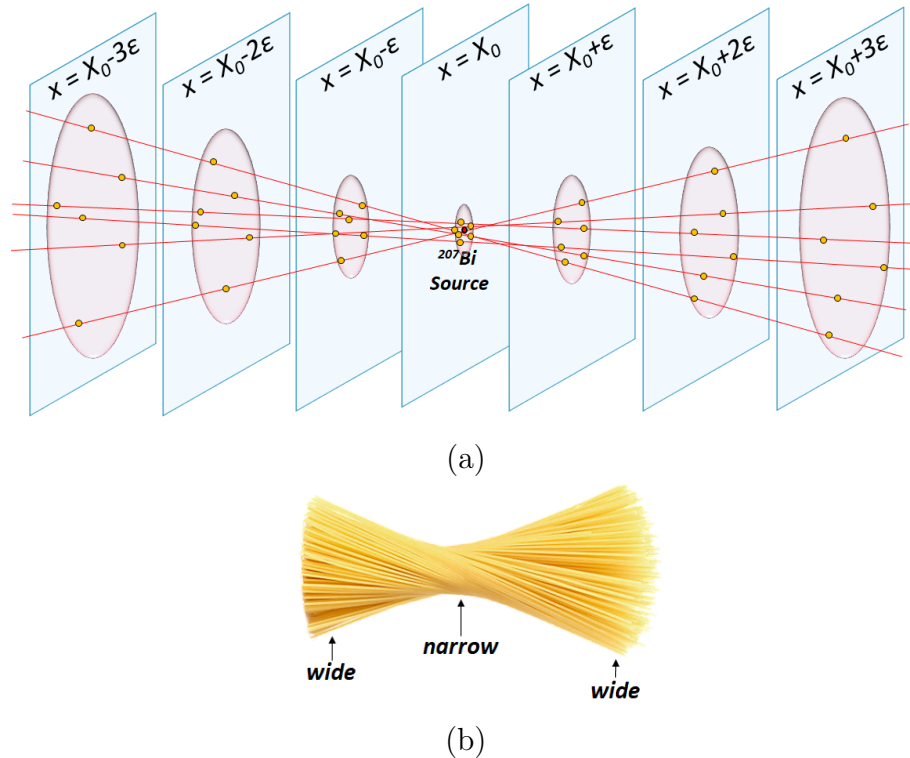 x = X₀-3ε
x = X₀-2ε
x = X₀-ε
x = X₀
x = X₀+ε
x = X₀+2ε
x = X₀+3ε
²⁰⁷Bi
Source
(a)
narrow
wide
wide
(b)